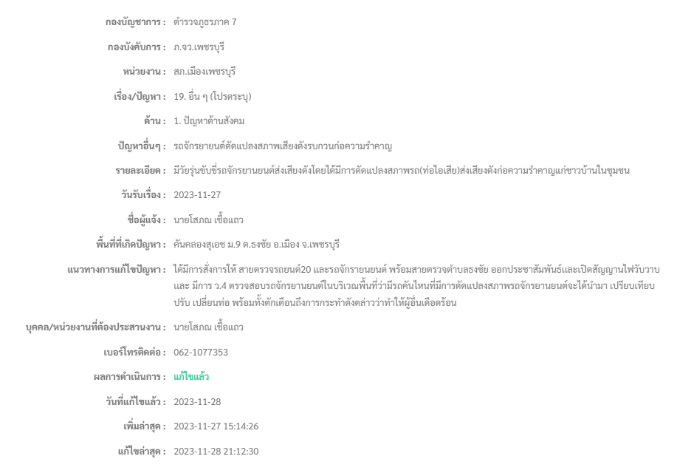 กองบัญชาการ : ตำรวจภูธรภาค 7
กองบังคับการ : ภ.จว.เพชรบุรี
หน่วยงาน : สภ.เมืองเพชรบุรี
เรื่อง/ปัญหา : 19. อื่น ๆ (โปรดระบุ)
ด้าน : 1. ปัญหาด้านสังคม
ปัญหาอื่นๆ : รถจักรยายนต์ดัดแปลงสภาพเสียงดังรบกวนก่อความรำคาญ
รายละเอียด : มีวัยรุ่นขับขี่รถจักรยานยนต์ส่งเสียงดังโดยได้มีการดัดแปลงสภาพรถ(ท่อไอเสีย)ส่งเสียงดังก่อความรำคาญแก่ชาวบ้านในชุมชน
วันรับเรื่อง : 2023-11-27
ชื่อผู้แจ้ง : นายโสภณ เชื้อแถว
พื้นที่ที่เกิดปัญหา : คันคลองสุเอช ม.9 ต.ธงชัย อ.เมือง จ.เพชรบุรี
แนวทางการแก้ไขปัญหา : ได้มีการสั่งการให้ สายตรวจรถยนต์20 และรถจักรายนยนต์ พร้อมสายตรวจตำบลธงชัย ออกประชาสัมพันธ์และเปิดสัญญานไฟวับวาบ
และ มีการ ว.4 ตรวจสอบรถจักรยานยนต์ในบริเวณพื้นที่ว่ามีรถคันไหนที่มีการดัดแปลงสภาพรถจักรยานยนต์จะได้นำมา เปรียบเทียบ
ปรับ เปลี่ยนท่อ พร้อมทั้งตักเตือนถึงการกระทำดังกล่าวว่าทำให้ผู้อื่นเดือดร้อน
บุคคล/หน่วยงานที่ต้องประสานงาน : นายโสภณ เชื้อแถว
เบอร์โทรติดต่อ : 062-1077353
ผลการดำเนินการ : แก้ไขแล้ว
วันที่แก้ไขแล้ว : 2023-11-28
เพิ่มล่าสุด : 2023-11-27 15:14:26
แก้ไขล่าสุด : 2023-11-28 21:12:30